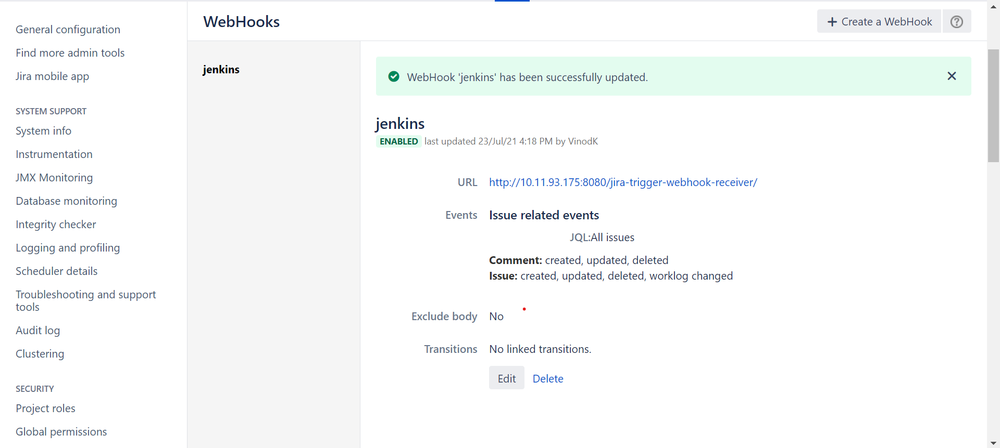 General configuration
Find more admin tools
Jira mobile app
SYSTEM SUPPORT
System info
Instrumentation
JMX Monitoring
Database monitoring
Integrity checker
Logging and profiling
Scheduler details
Troubleshooting and support
tools
Audit log
Clustering
SECURITY
Project roles
Global permissions
WebHooks
+ Create a WebHook
?
jenkins
WebHook 'jenkins' has been successfully updated.
jenkins
ENABLED last updated 23/Jul/21 4:18 PM by VinodK
URL http://10.11.93.175:8080/jira-trigger-webhook-receiver/
Events Issue related events
JQL:All issues
Comment: created, updated, deleted
Issue: created, updated, deleted, worklog changed
Exclude body No
Transitions No linked transitions.
Edit Delete